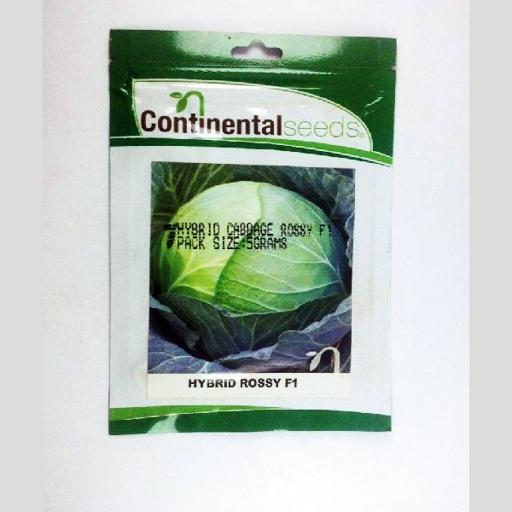 Continentalseeds
HYBRID CABBAGE ROSSY F1
PACK SIZE:5GRAMS
HYBRID ROSSY F1